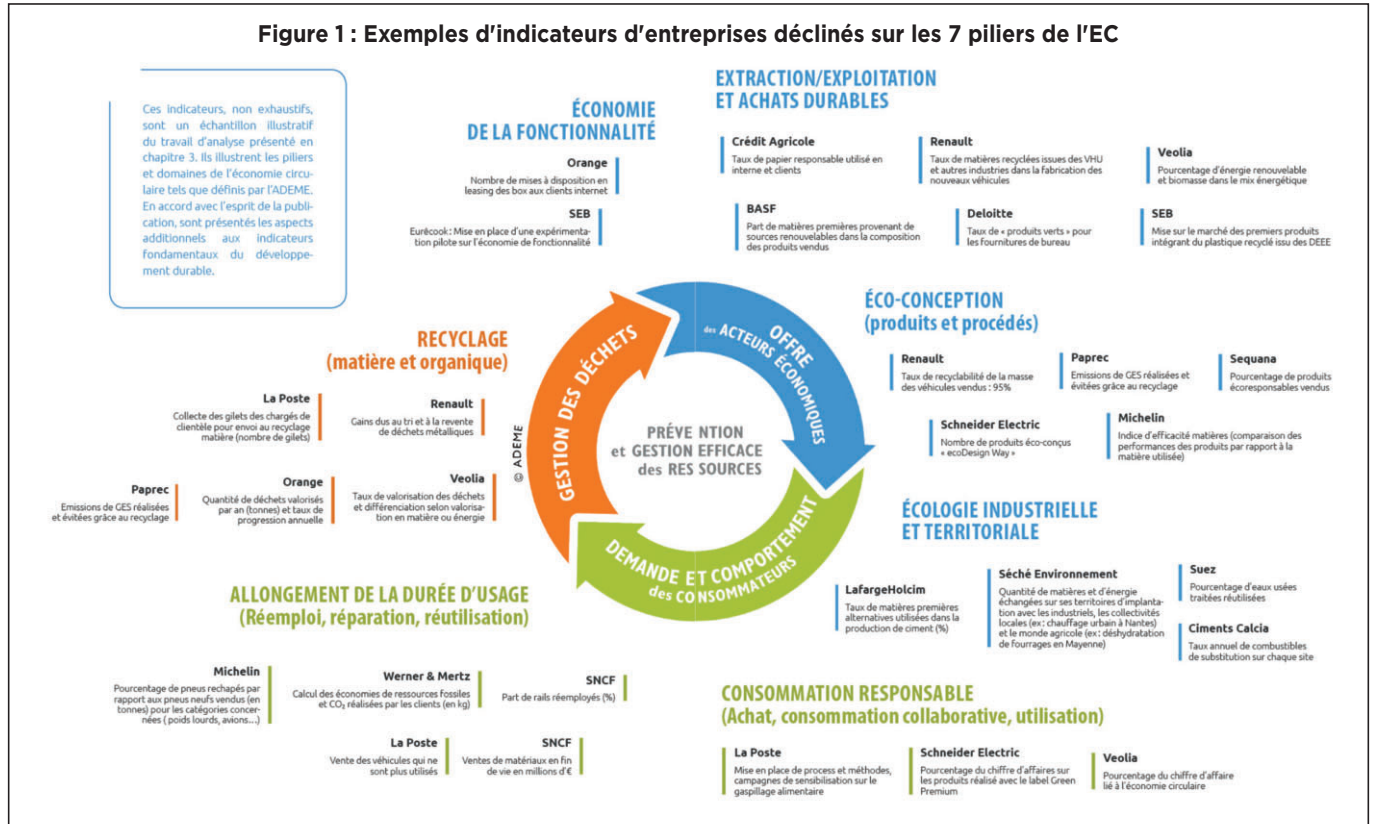 Figure 1 : Exemples d'indicateurs d'entreprises déclinés sur les 7 piliers de l'EC
Ces indicateurs, non exhaustifs,
sont un échantillon illustratif
du travail d'analyse présenté en
chapitre 3. Ils illustrent les piliers
et domaines de l'économie circu-
laire tels que définis par l'ADEME.
En accord avec l'esprit de la publi-
cation, sont présentés les aspects
additionnels aux indicateurs
fondamentaux du développe-
ment durable.
ÉCONOMIE
DE LA FONCTIONNALITÉ
Orange
Nombre de mises à disposition en
leasing des box aux clients internet
SEB
Eurêcook : Mise en place d'une expérimenta-
tion pilote sur l'économie de fonctionnalité
EXTRACTION/EXPLOITATION
ET ACHATS DURABLES
Crédit Agricole
Taux de papier responsable utilisé en
interne et clients
Renault
Taux de matières recyclées issues des VHU
et autres industries dans la fabrication des
nouveaux véhicules
Veolia
Pourcentage d'énergie renouvelable
et biomasse dans le mix énergétique
BASF
Part de matières premières provenant de
sources renouvelables dans la composition
des produits vendus
Deloitte
Taux de « produits verts » pour
les fournitures de bureau
SEB
Mise sur le marché des premiers produits
intégrant du plastique recyclé issu des DEEE
ÉCO-CONCEPTION
(produits et procédés)
Renault
Taux de recyclabilité de la masse
des véhicules vendus : 95%
Paprec
Emissions de GES réalisées et
évitées grâce au recyclage
Sequana
Pourcentage de produits
écoresponsables vendus
Schneider Electric
Nombre de produits éco-conçus
« ecoDesign Way »
Michelin
Indice d'efficacité matières (comparaison des
performances des produits par rapport à la
matière utilisée)
RECYCLAGE
(matière et organique)
La Poste
Collecte des gilets des chargés de
clientèle pour envoi au recyclage
matière (nombre de gilets)
Renault
Gains dus au tri et à la revente
de déchets métalliques
Paprec
Emissions de GES réalisées
et évitées grâce au recyclage
Orange
Quantité de déchets valorisés
par an (tonnes) et taux de
progression annuelle
Veolia
Taux de valorisation des déchets
et différenciation selon valorisa-
tion en matière ou énergie
© ADEME
GESTION DES DÉCHETS
OFFRE
des ACTEURS ÉCONOMIQUES
DEMANDE ET COMPORTEMENT
des CONSOMMATEURS
PRÉVE NTION
et GESTION EFFICACE
des RES SOURCES
ÉCOLOGIE INDUSTRIELLE
ET TERRITORIALE
LafargeHolcim
Taux de matières premières
alternatives utilisées dans la
production de ciment (%)
Séché Environnement
Quantité de matières et d'énergie
échangées sur ses territoires d'implanta-
tion avec les industriels, les collectivités
locales (ex : chauffage urbain à Nantes)
et le monde agricole (ex : déshydratation
de fourrages en Mayenne)
Suez
Pourcentage d'eaux usées
traitées réutilisées
Ciments Calcia
Taux annuel de combustibles
de substitution sur chaque site
ALLONGEMENT DE LA DURÉE D'USAGE
(Réemploi, réparation, réutilisation)
Michelin
Pourcentage de pneus rechapés par
rapport aux pneus neufs vendus (en
tonnes) pour les catégories concer-
nées ( poids lourds, avions...)
Werner & Mertz
Calcul des économies de ressources fossiles
et CO₂ réalisées par les clients (en kg)
SNCF
Part de rails réemployés (%)
La Poste
Vente des véhicules qui ne
sont plus utilisés
SNCF
Ventes de matériaux en fin
de vie en millions d'€
CONSOMMATION RESPONSABLE
(Achat, consommation collaborative, utilisation)
La Poste
Mise en place de process et méthodes,
campagnes de sensibilisation sur le
gaspillage alimentaire
Schneider Electric
Pourcentage du chiffre d'affaires sur
les produits réalisé avec le label Green
Premium
Veolia
Pourcentage du chiffre d'affaire
lié à l'économie circulaire